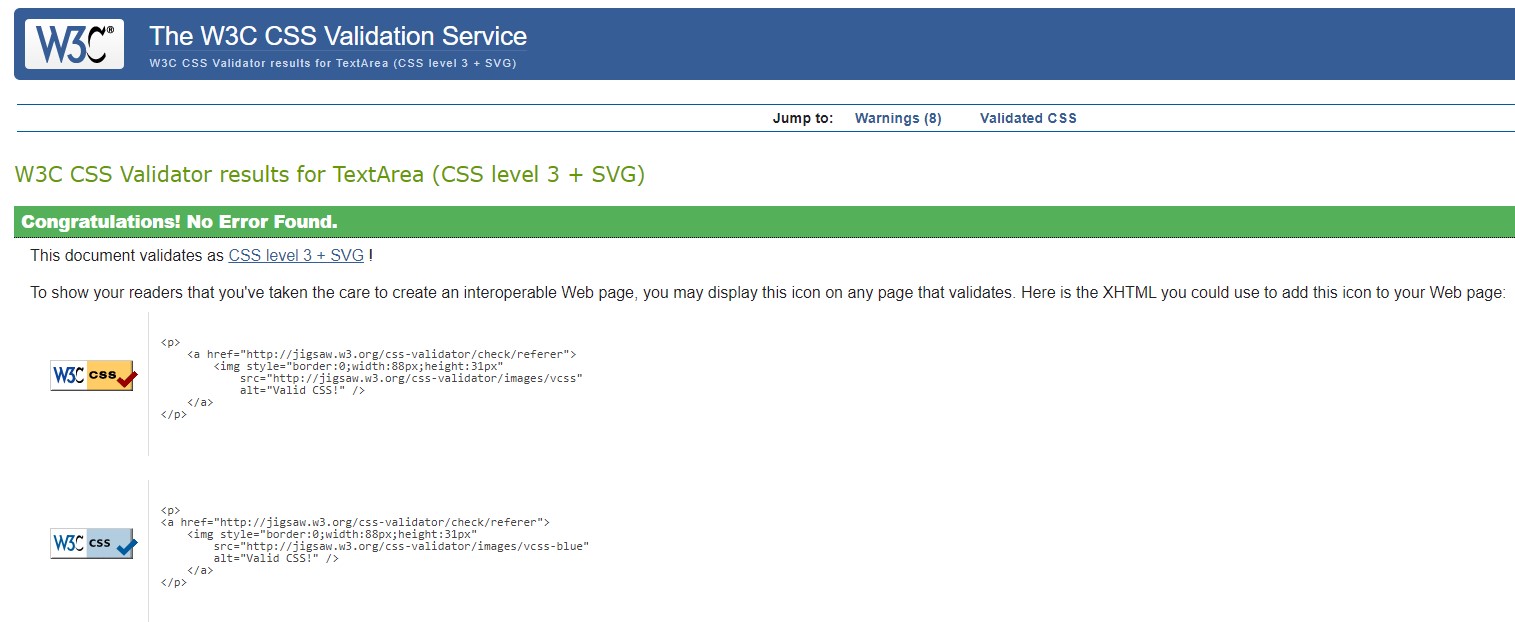 W3C® The W3C CSS Validation Service
W3C CSS Validator results for TextArea (CSS level 3 + SVG)
Jump to: Warnings (8) Validated CSS
W3C CSS Validator results for TextArea (CSS level 3 + SVG)
Congratulations! No Error Found.
This document validates as CSS level 3 + SVG !
To show your readers that you've taken the care to create an interoperable Web page, you may display this icon on any page that validates. Here is the XHTML you could use to add this icon to your Web page:
W3C css
<p>
<a href="http://jigsaw.w3.org/css-validator/check/referer">
<img style="border:0;width:88px;height:31px"
src="http://jigsaw.w3.org/css-validator/images/vcss"
alt="Valid CSS!" />
</a>
</p>
W3C css
<p>
<a href="http://jigsaw.w3.org/css-validator/check/referer">
<img style="border:0;width:88px;height:31px"
src="http://jigsaw.w3.org/css-validator/images/vcss-blue"
alt="Valid CSS!" />
</a>
</p>